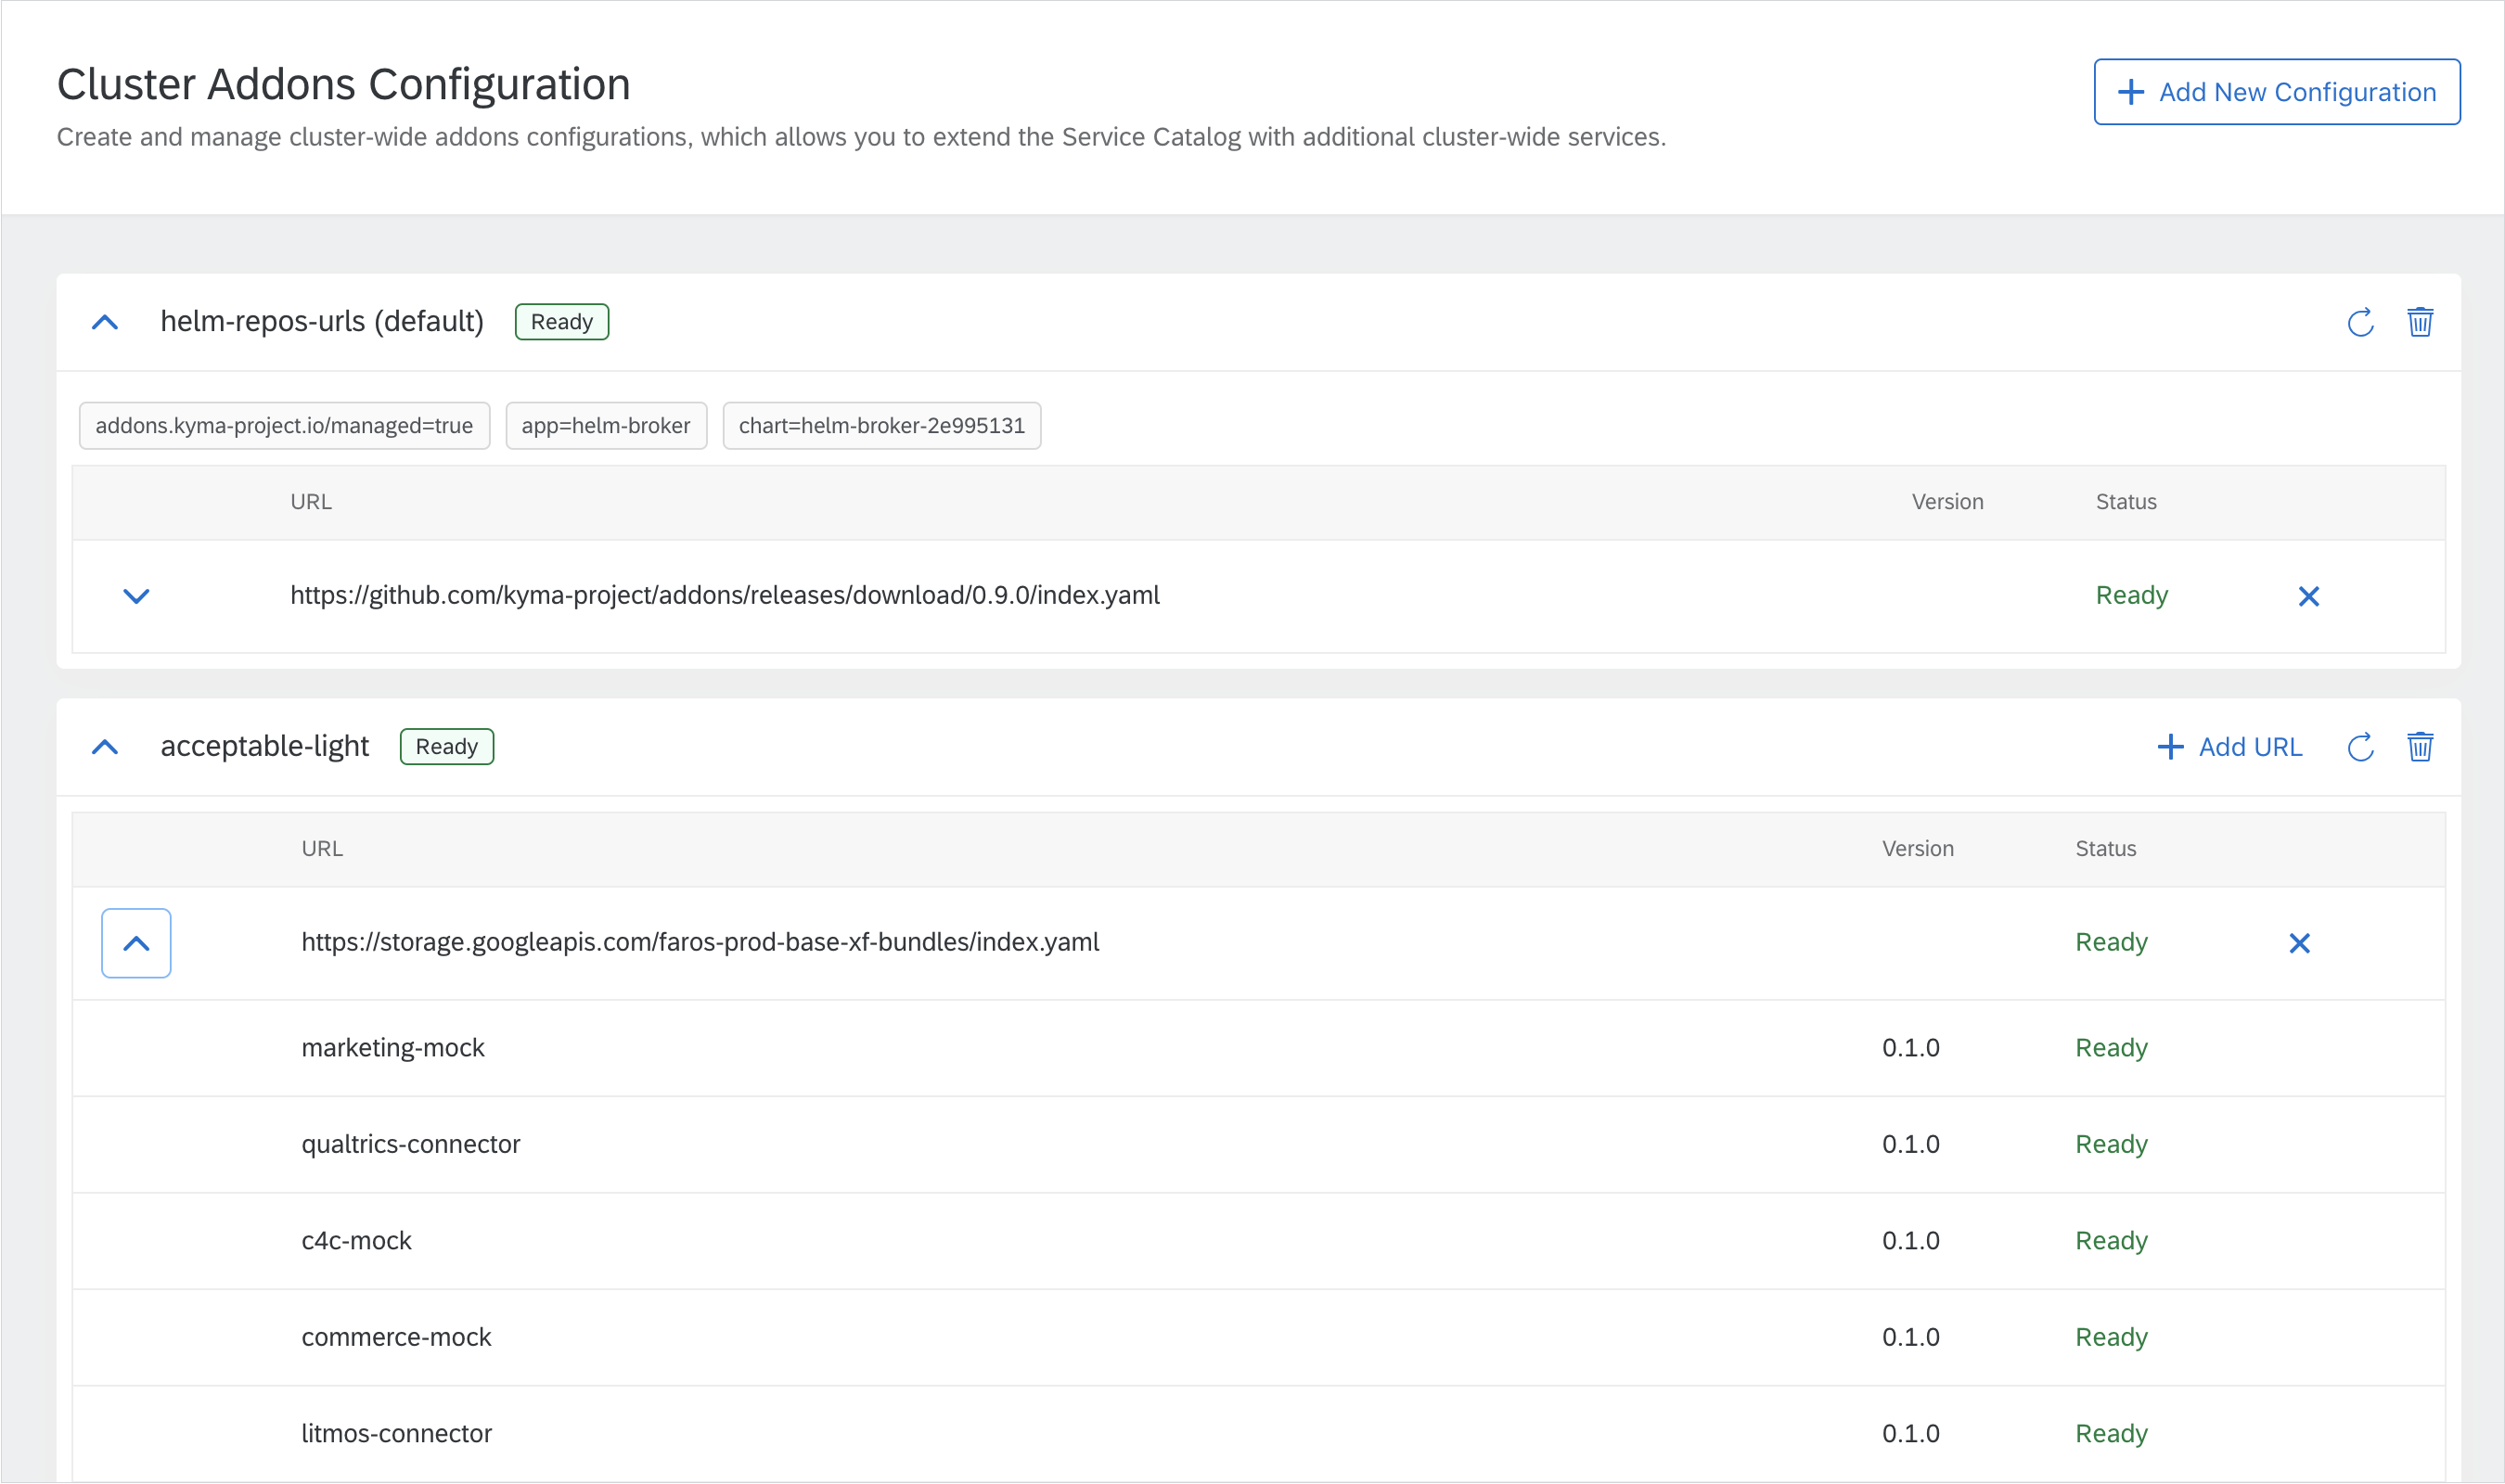 Cluster Addons Configuration
Add New Configuration
Create and manage cluster-wide addons configurations, which allows you to extend the Service Catalog with additional cluster-wide services.
helm-repos-urls (default) Ready
addons.kyma-project.io/managed=true app=helm-broker chart=helm-broker-2e995131
URL Version Status
https://github.com/kyma-project/addons/releases/download/0.9.0/index.yaml Ready
acceptable-light Ready Add URL
URL Version Status
https://storage.googleapis.com/faros-prod-base-xf-bundles/index.yaml Ready
marketing-mock 0.1.0 Ready
qualtrics-connector 0.1.0 Ready
c4c-mock 0.1.0 Ready
commerce-mock 0.1.0 Ready
litmos-connector 0.1.0 Ready